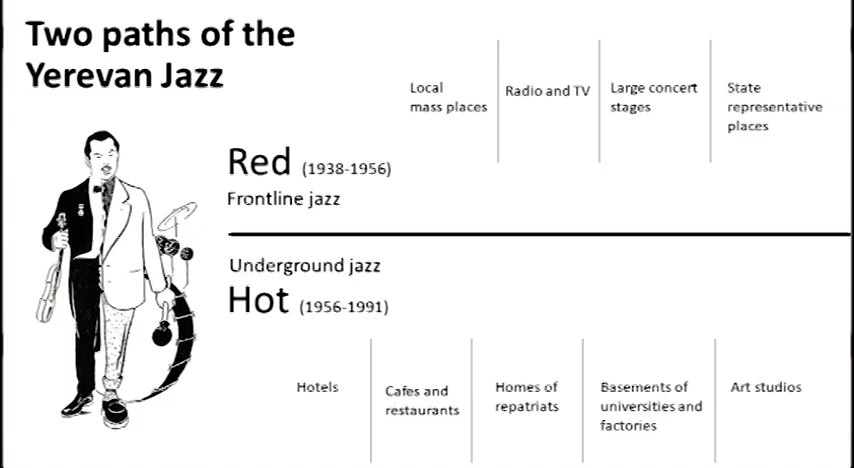 Two paths of the
Yerevan Jazz
Local
mass places
Radio and TV
Large concert
stages
State
representative
places
Red (1938-1956)
Frontline jazz
Underground jazz
Hot (1956-1991)
Hotels
Cafes and
restaurants
Homes of
repatriats
Basements of
universities and
factories
Art studios